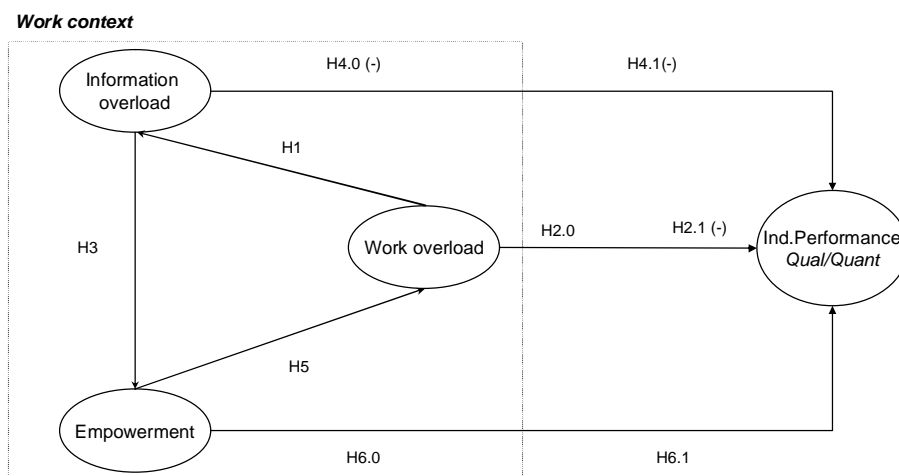 Work context
H4.0 (-)
H4.1(-)
Information
overload
H1
H3
Work overload
H2.0
H2.1 (-)
Ind.Performance
Qual/Quant
H5
Empowerment
H6.0
H6.1